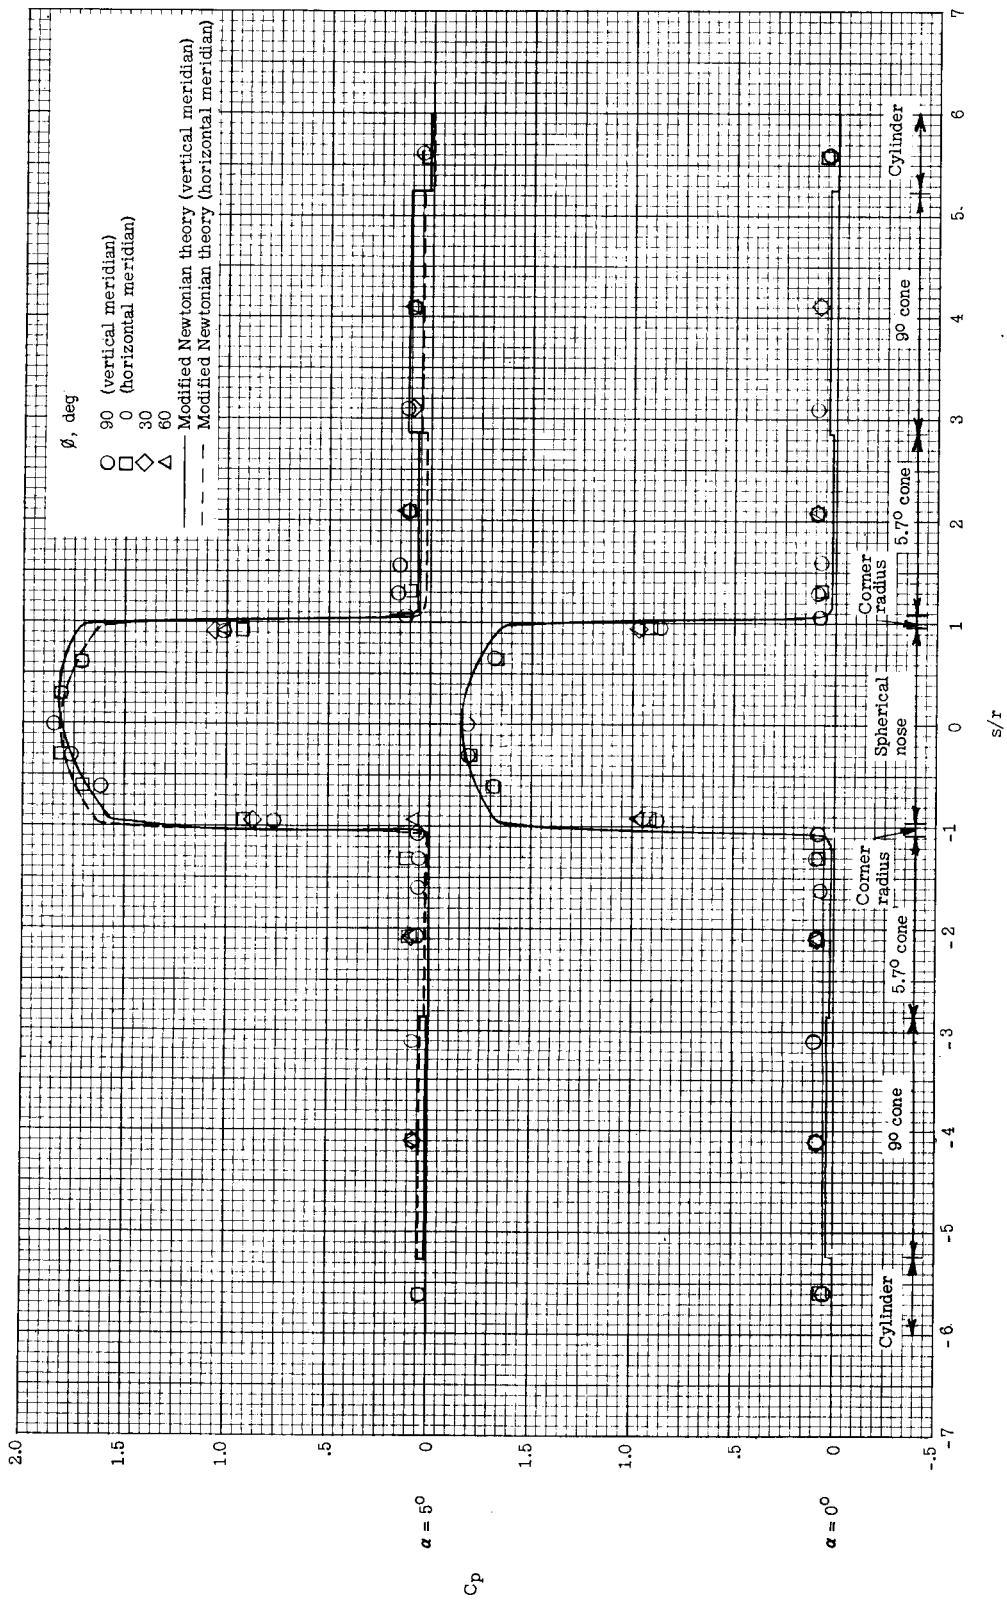 ø, deg
90 (vertical meridian)
0 (horizontal meridian)
30
60
Modified Newtonian theory (vertical meridian)
Modified Newtonian theory (horizontal meridian)
2.0
1.5
1.0
.5
α = 5° 0
1.5
1.0
.5
α = 0° 0
-.5
Cp
Cylinder
9° cone
5.7° cone
Corner radius
Spherical nose
Corner radius
5.7° cone
9° cone
Cylinder
-7 -6 -5 -4 -3 -2 -1 0 1 2 3 4 5 6 7
s/r